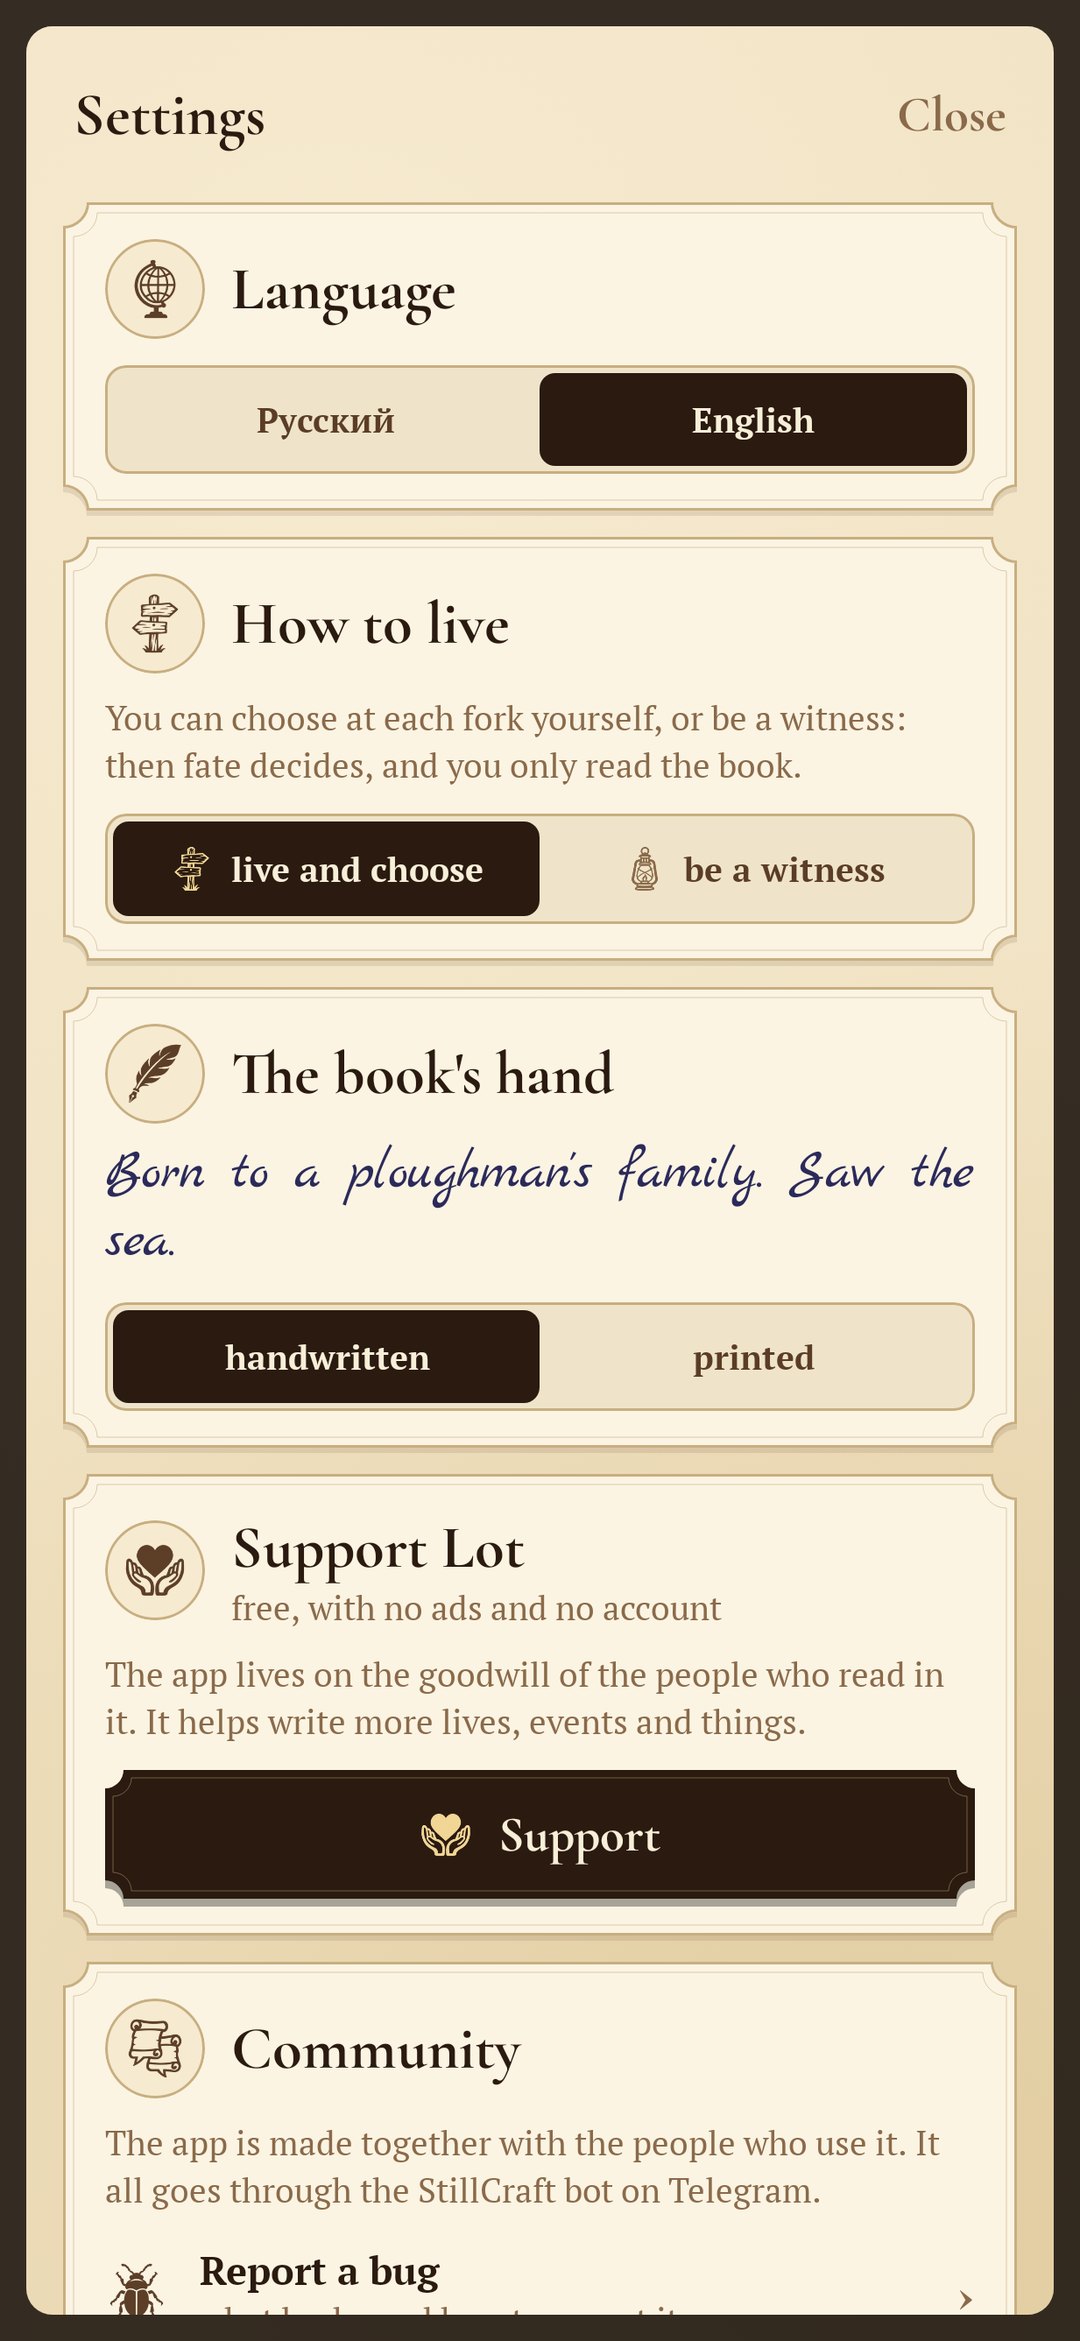 Settings
Close
Language
Русский
English
How to live
You can choose at each fork yourself, or be a witness:
then fate decides, and you only read the book.
live and choose
be a witness
The book's hand
Born to a ploughman's family. Saw the
sea.
handwritten
printed
Support Lot
free, with no ads and no account
The app lives on the goodwill of the people who read in
it. It helps write more lives, events and things.
Support
Community
The app is made together with the people who use it. It
all goes through the StillCraft bot on Telegram.
Report a bug